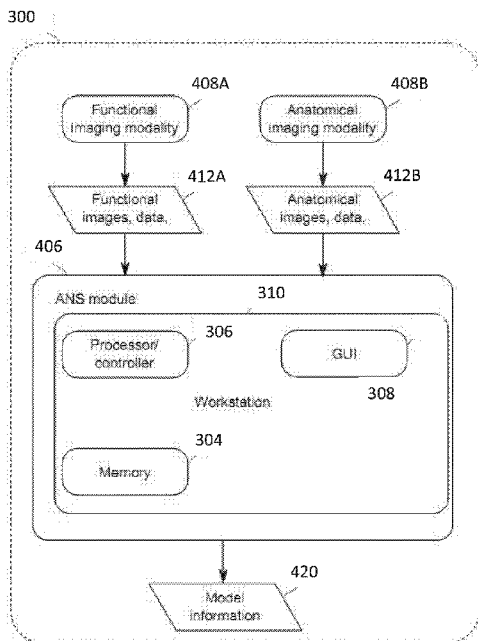 300
408A
408B
Functional
imaging modality
Anatomical
imaging modality
412A
412B
Functional
images, data,
Anatomical
images, data,
406
ANS module
310
Processor/
controller
306
GUI
308
Workstation
304
Memory
420
Model
information